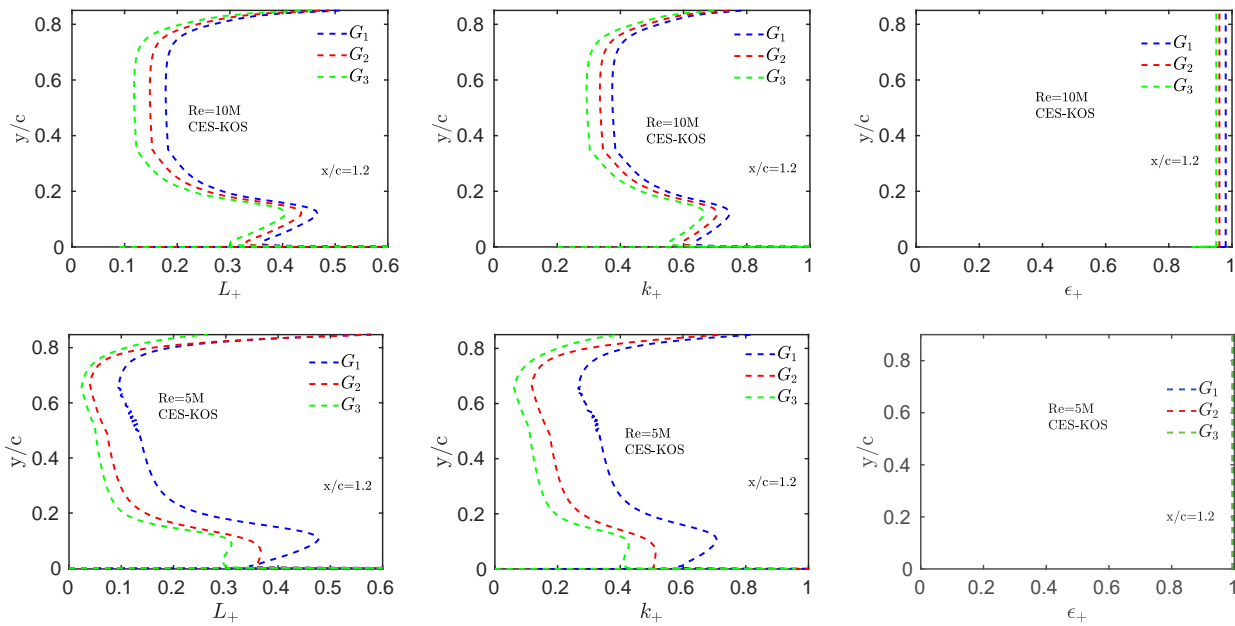 y/c
0.8
0.6
0.4
0.2
0
0 0.1 0.2 0.3 0.4 0.5 0.6
L₊
G₁
G₂
G₃
Re=10M
CES-KOS
x/c=1.2
y/c
0.8
0.6
0.4
0.2
0
0 0.2 0.4 0.6 0.8 1
k₊
G₁
G₂
G₃
Re=10M
CES-KOS
x/c=1.2
y/c
0.8
0.6
0.4
0.2
0
0 0.2 0.4 0.6 0.8 1
ϵ₊
G₁
G₂
G₃
Re=10M
CES-KOS
x/c=1.2
y/c
0.8
0.6
0.4
0.2
0
0 0.1 0.2 0.3 0.4 0.5 0.6
L₊
G₁
G₂
G₃
Re=5M
CES-KOS
x/c=1.2
y/c
0.8
0.6
0.4
0.2
0
0 0.2 0.4 0.6 0.8 1
k₊
G₁
G₂
G₃
Re=5M
CES-KOS
x/c=1.2
y/c
0.8
0.6
0.4
0.2
0
0 0.2 0.4 0.6 0.8 1
ϵ₊
G₁
G₂
G₃
Re=5M
CES-KOS
x/c=1.2